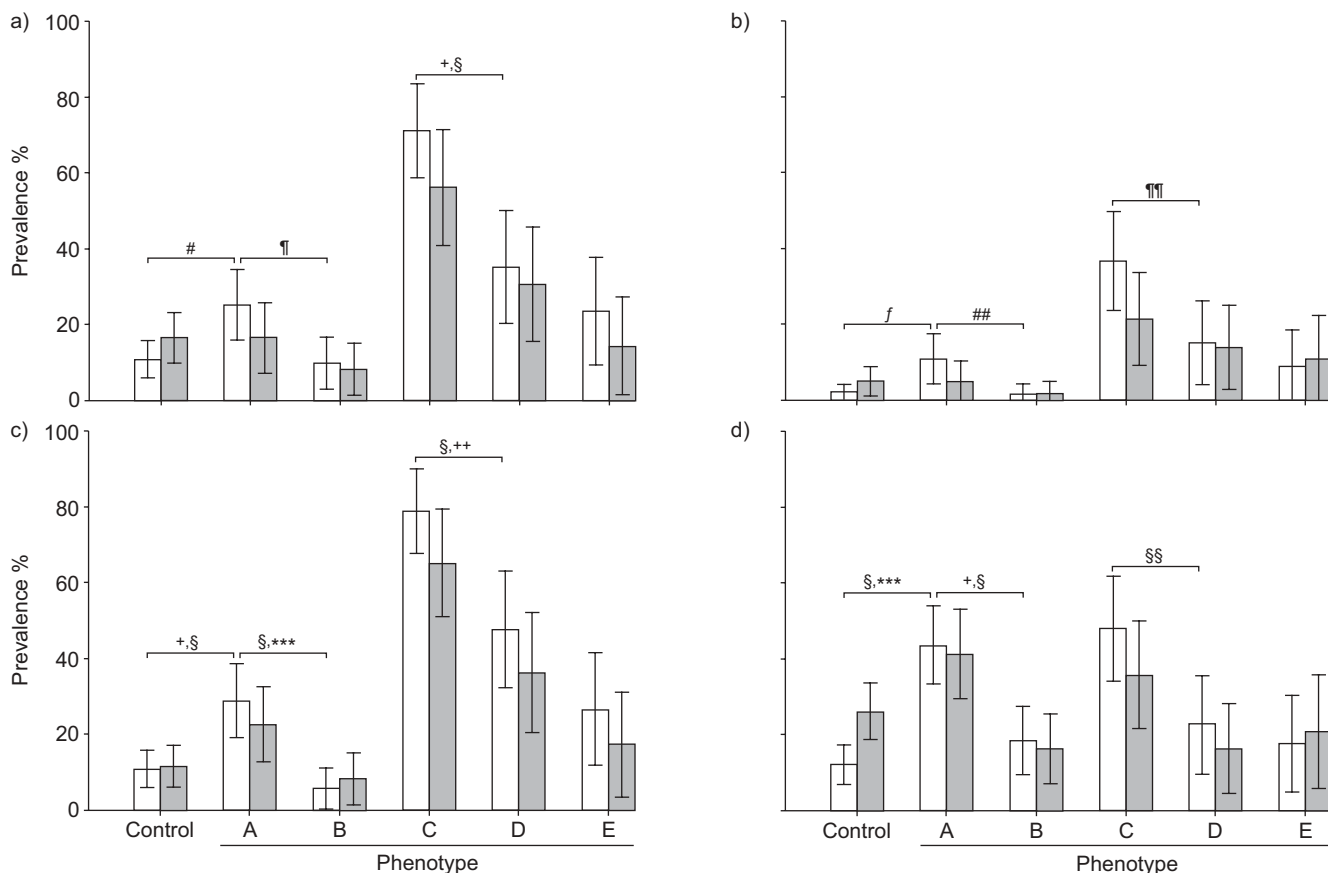 a)
100
80
60
40
20
0
Prevalence %
#
¶
+,§
b)
ƒ
##
¶¶
c)
100
80
60
40
20
0
Prevalence %
+,§
§,***
§,++
Control A B C D E
Phenotype
d)
§,***
+,§
§§
Control A B C D E
Phenotype